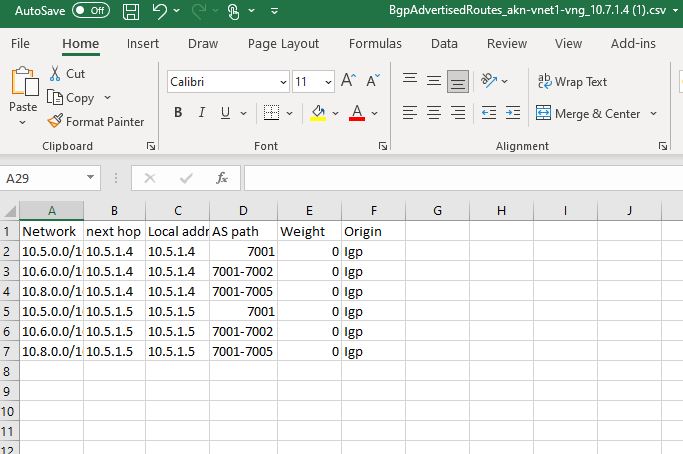 AutoSave Off BgpAdvertisedRoutes_akn-vnet1-vng_10.7.1.4 (1).csv
File Home Insert Draw Page Layout Formulas Data Review View Add-ins
Cut
Calibri 11 A A Wrap Text
Copy
Paste
Format Painter
B I U A Merge & Center
Clipboard Font Alignment
A29 fx
A B C D E F G H I J
1 Network next hop Local addr AS path Weight Origin
2 10.5.0.0/1 10.5.1.4 10.5.1.4 7001 0 Igp
3 10.6.0.0/1 10.5.1.4 10.5.1.4 7001-7002 0 Igp
4 10.8.0.0/1 10.5.1.4 10.5.1.4 7001-7005 0 Igp
5 10.5.0.0/1 10.5.1.5 10.5.1.5 7001 0 Igp
6 10.6.0.0/1 10.5.1.5 10.5.1.5 7001-7002 0 Igp
7 10.8.0.0/1 10.5.1.5 10.5.1.5 7001-7005 0 Igp
8
9
10
11
12